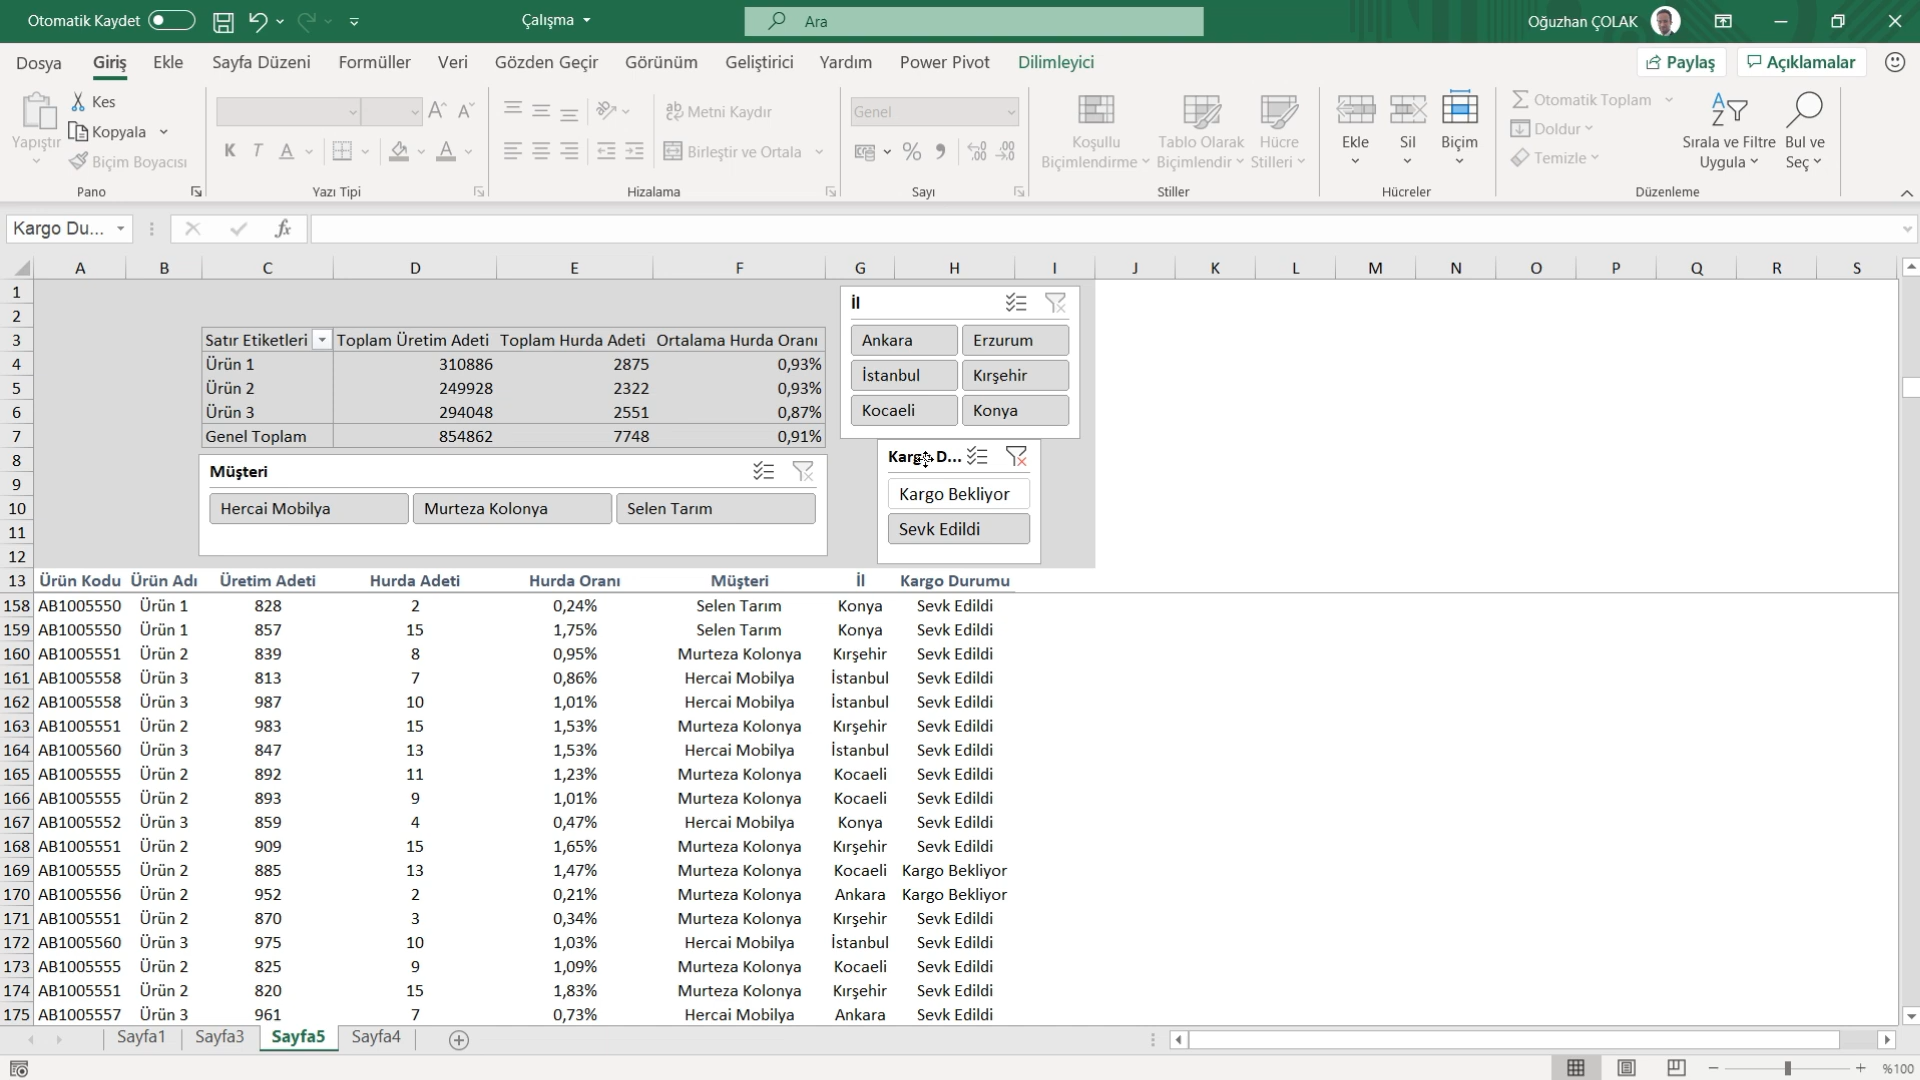 Otomatik Kaydet
Çalışma
Ara
Oğuzhan ÇOLAK
Dosya Giriş Ekle Sayfa Düzeni Formüller Veri Gözden Geçir Görünüm Geliştirici Yardım Power Pivot Dilimleyici
Paylaş Açıklamalar
Yapıştır
Kes
Kopyala
Biçim Boyacısı
Pano
K T A
Yazı Tipi
Metni Kaydır
Birleştir ve Ortala
Hizalama
Genel
%
Sayı
Koşullu Biçimlendirme
Tablo Olarak Biçimlendir
Hücre Stilleri
Stiller
Ekle Sil Biçim
Hücreler
Otomatik Toplam
Doldur
Temizle
Sırala ve Filtre Uygula
Bul ve Seç
Düzenleme
Kargo Du...
fx
A B C D E F G H I J K L M N O P Q R S
1
2
3 Satır Etiketleri Toplam Üretim Adeti Toplam Hurda Adeti Ortalama Hurda Oranı
4 Ürün 1 310886 2875 0,93%
5 Ürün 2 249928 2322 0,93%
6 Ürün 3 294048 2551 0,87%
7 Genel Toplam 854862 7748 0,91%
8
9
10
11
12
İl
Ankara Erzurum
İstanbul Kırşehir
Kocaeli Konya
Müşteri
Hercai Mobilya Murteza Kolonya Selen Tarım
Kargo D...
Kargo Bekliyor
Sevk Edildi
13 Ürün Kodu Ürün Adı Üretim Adeti Hurda Adeti Hurda Oranı Müşteri İl Kargo Durumu
158 AB1005550 Ürün 1 828 2 0,24% Selen Tarım Konya Sevk Edildi
159 AB1005550 Ürün 1 857 15 1,75% Selen Tarım Konya Sevk Edildi
160 AB1005551 Ürün 2 839 8 0,95% Murteza Kolonya Kırşehir Sevk Edildi
161 AB1005558 Ürün 3 813 7 0,86% Hercai Mobilya İstanbul Sevk Edildi
162 AB1005558 Ürün 3 987 10 1,01% Hercai Mobilya İstanbul Sevk Edildi
163 AB1005551 Ürün 2 983 15 1,53% Murteza Kolonya Kırşehir Sevk Edildi
164 AB1005560 Ürün 3 847 13 1,53% Hercai Mobilya İstanbul Sevk Edildi
165 AB1005555 Ürün 2 892 11 1,23% Murteza Kolonya Kocaeli Sevk Edildi
166 AB1005555 Ürün 2 893 9 1,01% Murteza Kolonya Kocaeli Sevk Edildi
167 AB1005552 Ürün 3 859 4 0,47% Hercai Mobilya Konya Sevk Edildi
168 AB1005551 Ürün 2 909 15 1,65% Murteza Kolonya Kırşehir Sevk Edildi
169 AB1005555 Ürün 2 885 13 1,47% Murteza Kolonya Kocaeli Kargo Bekliyor
170 AB1005556 Ürün 2 952 2 0,21% Murteza Kolonya Ankara Kargo Bekliyor
171 AB1005551 Ürün 2 870 3 0,34% Murteza Kolonya Kırşehir Sevk Edildi
172 AB1005560 Ürün 3 975 10 1,03% Hercai Mobilya İstanbul Sevk Edildi
173 AB1005555 Ürün 2 825 9 1,09% Murteza Kolonya Kocaeli Sevk Edildi
174 AB1005551 Ürün 2 820 15 1,83% Murteza Kolonya Kırşehir Sevk Edildi
175 AB1005557 Ürün 3 961 7 0,73% Hercai Mobilya Ankara Sevk Edildi
Sayfa1 Sayfa3 Sayfa5 Sayfa4
%100